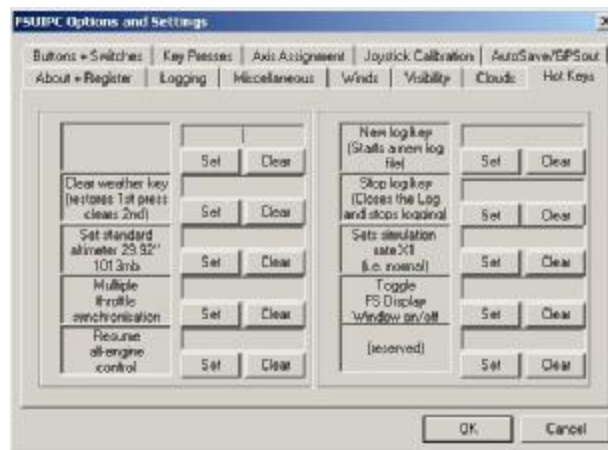 FSUIPC Options and Settings
Buttons + Switches Key Presses Axis Assignment Joystick Calibration AutoSave/GPSout
About + Register Logging Miscellaneous Winds Visibility Clouds Hot Keys
Set Clear
Clear weather key
(restores 1st press
clears 2nd)
Set Clear
Set standard
altimeter 29.92"
1013mb
Set Clear
Multiple
throttle
synchronisation
Set Clear
Resume
all-engine
control
Set Clear
New log key
(Starts a new log
file)
Set Clear
Stop log key
(Closes the Log
and stops logging)
Set Clear
Sets simulation
rate X1
(i.e. normal)
Set Clear
Toggle
FS Display
Window on/off
Set Clear
(reserved)
Set Clear
OK Cancel